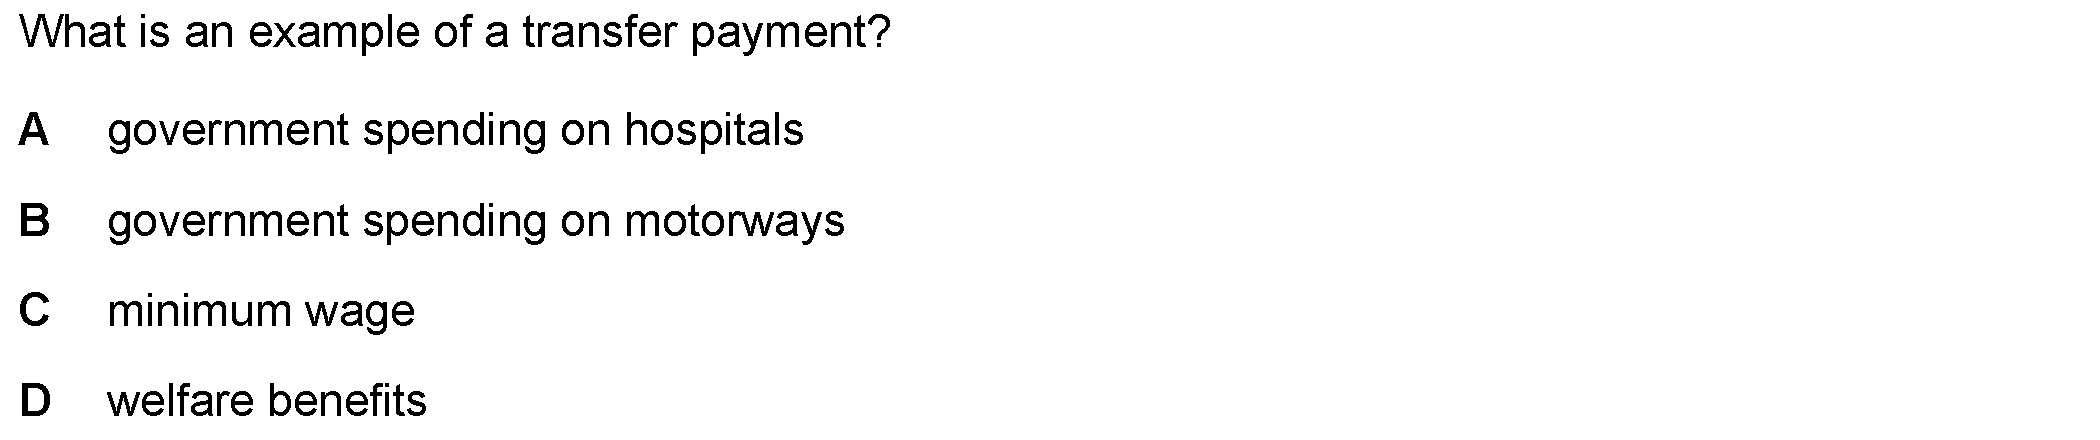 What is an example of a transfer payment?
A government spending on hospitals
B government spending on motorways
C minimum wage
D welfare benefits